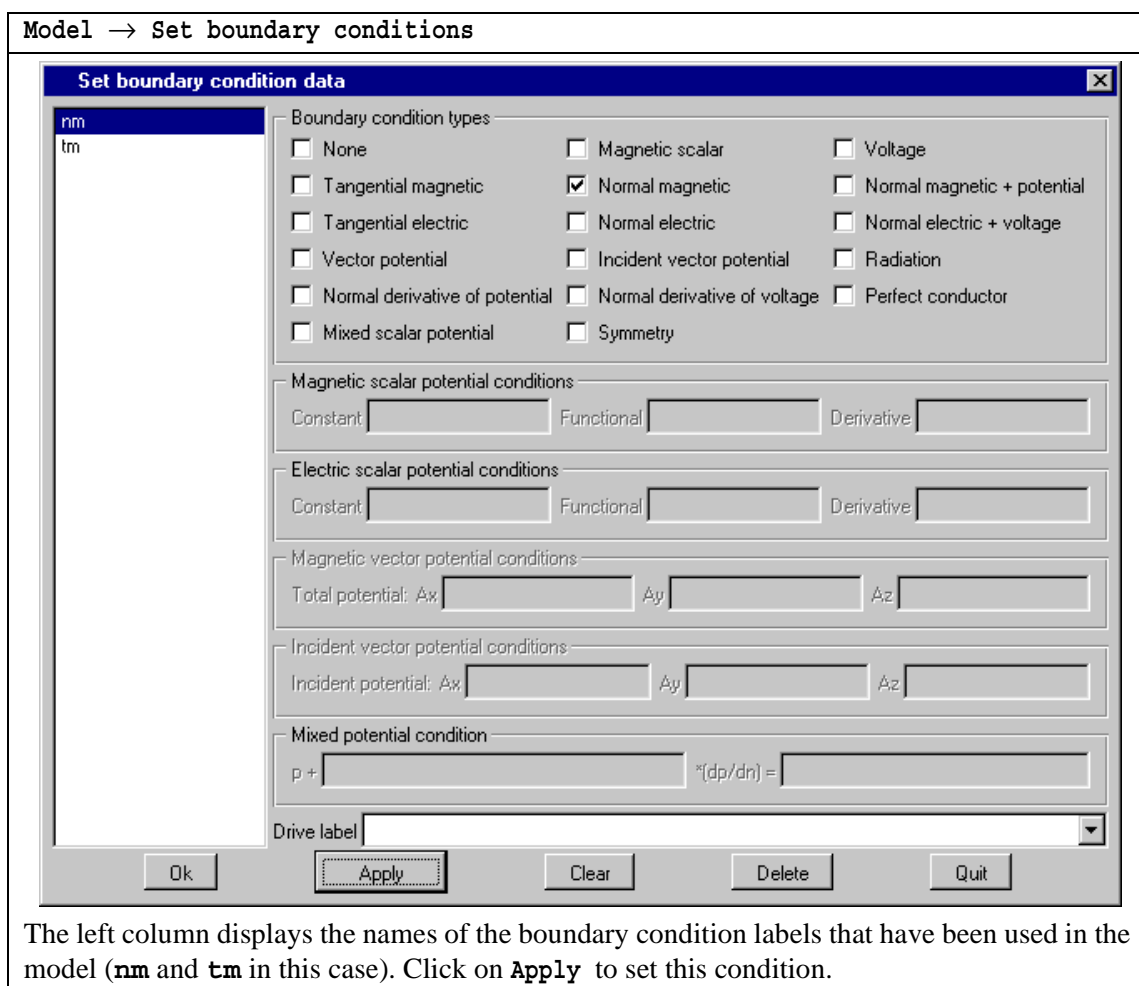 Model → Set boundary conditions
Set boundary condition data
nm
tm
Boundary condition types
None Magnetic scalar Voltage
Tangential magnetic Normal magnetic Normal magnetic + potential
Tangential electric Normal electric Normal electric + voltage
Vector potential Incident vector potential Radiation
Normal derivative of potential Normal derivative of voltage Perfect conductor
Mixed scalar potential Symmetry
Magnetic scalar potential conditions
Constant Functional Derivative
Electric scalar potential conditions
Constant Functional Derivative
Magnetic vector potential conditions
Total potential: Ax Ay Az
Incident vector potential conditions
Incident potential: Ax Ay Az
Mixed potential condition
p + *(dp/dn) =
Drive label
Ok Apply Clear Delete Quit
The left column displays the names of the boundary condition labels that have been used in the
model (nm and tm in this case). Click on Apply to set this condition.